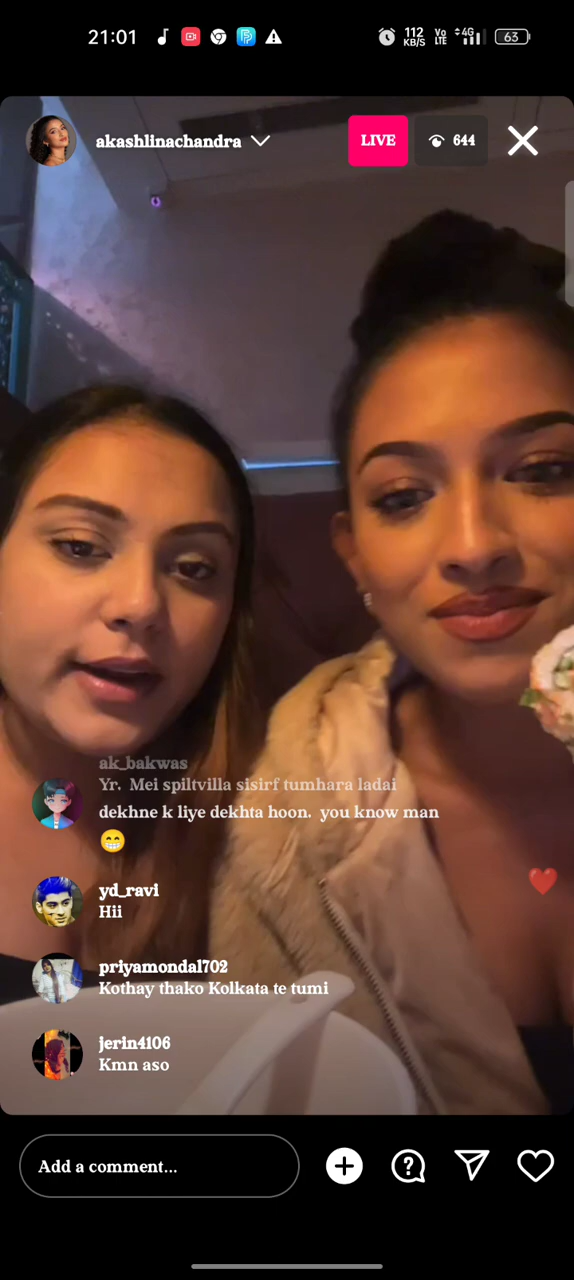 21:01
112
KB/S
Vo
LTE
4G
63
akashlinachandra
LIVE
644
ak_bakwas
Yr. Mei spiltvilla sisirf tumhara ladai
dekhne k liye dekhta hoon. you know man
😁
yd_ravi
Hii
priyamondal702
Kothay thako Kolkata te tumi
jerin4106
Kmn aso
Add a comment...